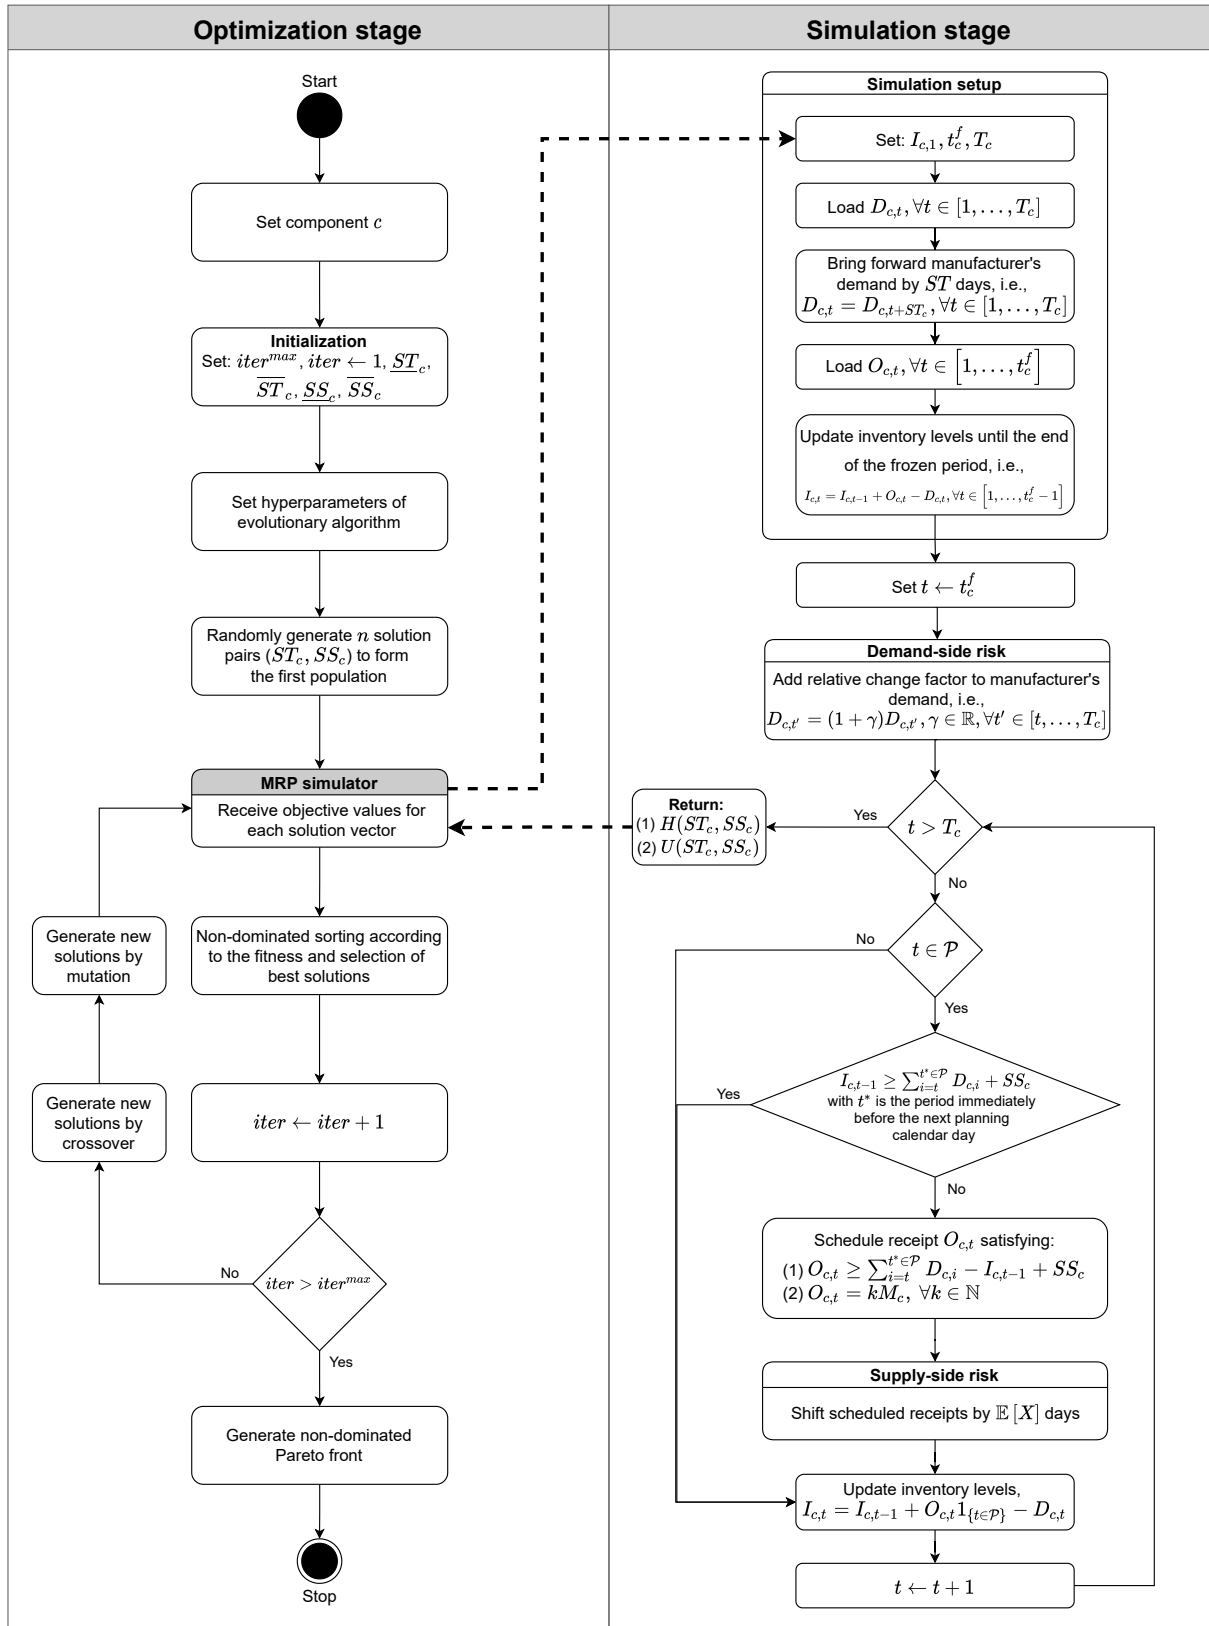 Optimization stage
Start
Set component c
Initialization
Set: iter^{max}, iter ← 1, \underline{ST}_c,
\overline{ST}_c, \underline{SS}_c, \overline{SS}_c
Set hyperparameters of
evolutionary algorithm
Randomly generate n solution
pairs (ST_c, SS_c) to form
the first population
MRP simulator
Receive objective values for
each solution vector
Non-dominated sorting according
to the fitness and selection of
best solutions
iter ← iter + 1
iter > iter^{max}
No
Yes
Generate new
solutions by
crossover
Generate new
solutions by
mutation
Generate non-dominated
Pareto front
Stop
Simulation stage
Simulation setup
Set: I_{c,1}, t_c^f, T_c
Load D_{c,t}, ∀t ∈ [1, …, T_c]
Bring forward manufacturer's
demand by ST days, i.e.,
D_{c,t} = D_{c,t+ST_c}, ∀t ∈ [1, …, T_c]
Load O_{c,t}, ∀t ∈ [1, …, t_c^f]
Update inventory levels until the end
of the frozen period, i.e.,
I_{c,t} = I_{c,t−1} + O_{c,t} − D_{c,t}, ∀t ∈ [1, …, t_c^f − 1]
Set t ← t_c^f
Demand-side risk
Add relative change factor to manufacturer's
demand, i.e.,
D_{c,t′} = (1 + γ)D_{c,t′}, γ ∈ ℝ, ∀t′ ∈ [t, …, T_c]
t > T_c
Yes
Return:
(1) H(ST_c, SS_c)
(2) U(ST_c, SS_c)
No
t ∈ 𝒫
No
Yes
I_{c,t−1} ≥ ∑_{i=t}^{t*∈𝒫} D_{c,i} + SS_c
with t* is the period immediately
before the next planning
calendar day
Yes
No
Schedule receipt O_{c,t} satisfying:
(1) O_{c,t} ≥ ∑_{i=t}^{t*∈𝒫} D_{c,i} − I_{c,t−1} + SS_c
(2) O_{c,t} = kM_c, ∀k ∈ ℕ
Supply-side risk
Shift scheduled receipts by 𝔼[X] days
Update inventory levels,
I_{c,t} = I_{c,t−1} + O_{c,t}1_{{t∈𝒫}} − D_{c,t}
t ← t + 1